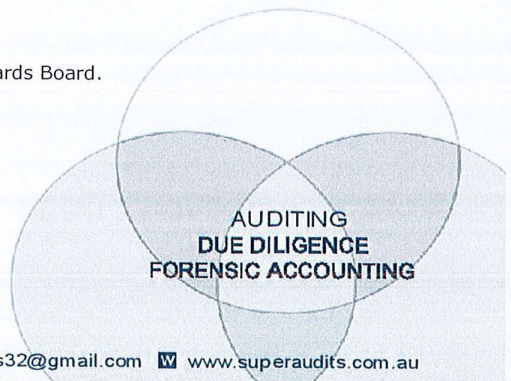 ards Board.
AUDITING
DUE DILIGENCE
FORENSIC ACCOUNTING
s32@gmail.com W www.superaudits.com.au